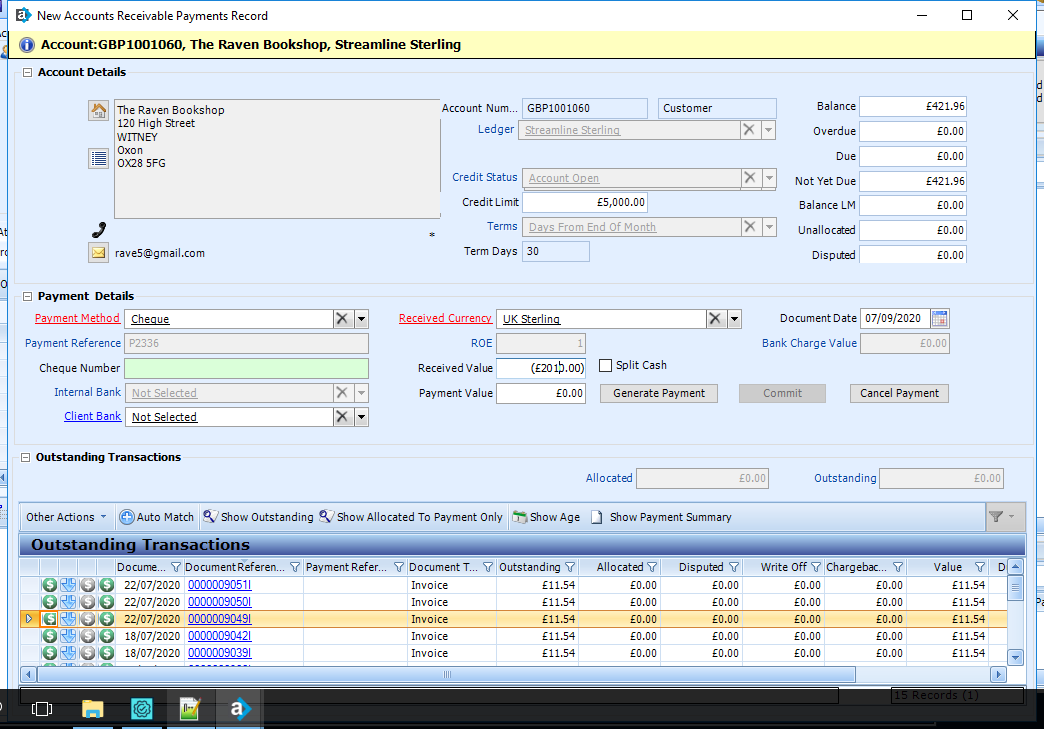 New Accounts Receivable Payments Record
Account:GBP1001060, The Raven Bookshop, Streamline Sterling
Account Details
The Raven Bookshop
120 High Street
WITNEY
Oxon
OX28 5FG
rave5@gmail.com
*
Account Num... GBP1001060 Customer
Ledger Streamline Sterling
Credit Status Account Open
Credit Limit £5,000.00
Terms Days From End Of Month
Term Days 30
Balance £421.96
Overdue £0.00
Due £0.00
Not Yet Due £421.96
Balance LM £0.00
Unallocated £0.00
Disputed £0.00
Payment Details
Payment Method Cheque
Payment Reference P2336
Cheque Number
Internal Bank Not Selected
Client Bank Not Selected
Received Currency UK Sterling
ROE 1
Received Value (£2010.00) Split Cash
Payment Value £0.00 Generate Payment Commit Cancel Payment
Document Date 07/09/2020
Bank Charge Value £0.00
Outstanding Transactions
Allocated £0.00 Outstanding £0.00
Other Actions Auto Match Show Outstanding Show Allocated To Payment Only Show Age Show Payment Summary
Outstanding Transactions
Docume... Document Referen... Payment Refer... Document T... Outstanding Allocated Disputed Write Off Chargebac... Value D
22/07/2020 0000009051I Invoice £11.54 £0.00 £0.00 £0.00 £0.00 £11.54
22/07/2020 0000009050I Invoice £11.54 £0.00 £0.00 £0.00 £0.00 £11.54
22/07/2020 0000009049I Invoice £11.54 £0.00 £0.00 £0.00 £0.00 £11.54
18/07/2020 0000009042I Invoice £11.54 £0.00 £0.00 £0.00 £0.00 £11.54
18/07/2020 0000009039I Invoice £11.54 £0.00 £0.00 £0.00 £0.00 £11.54
15 Records (1)